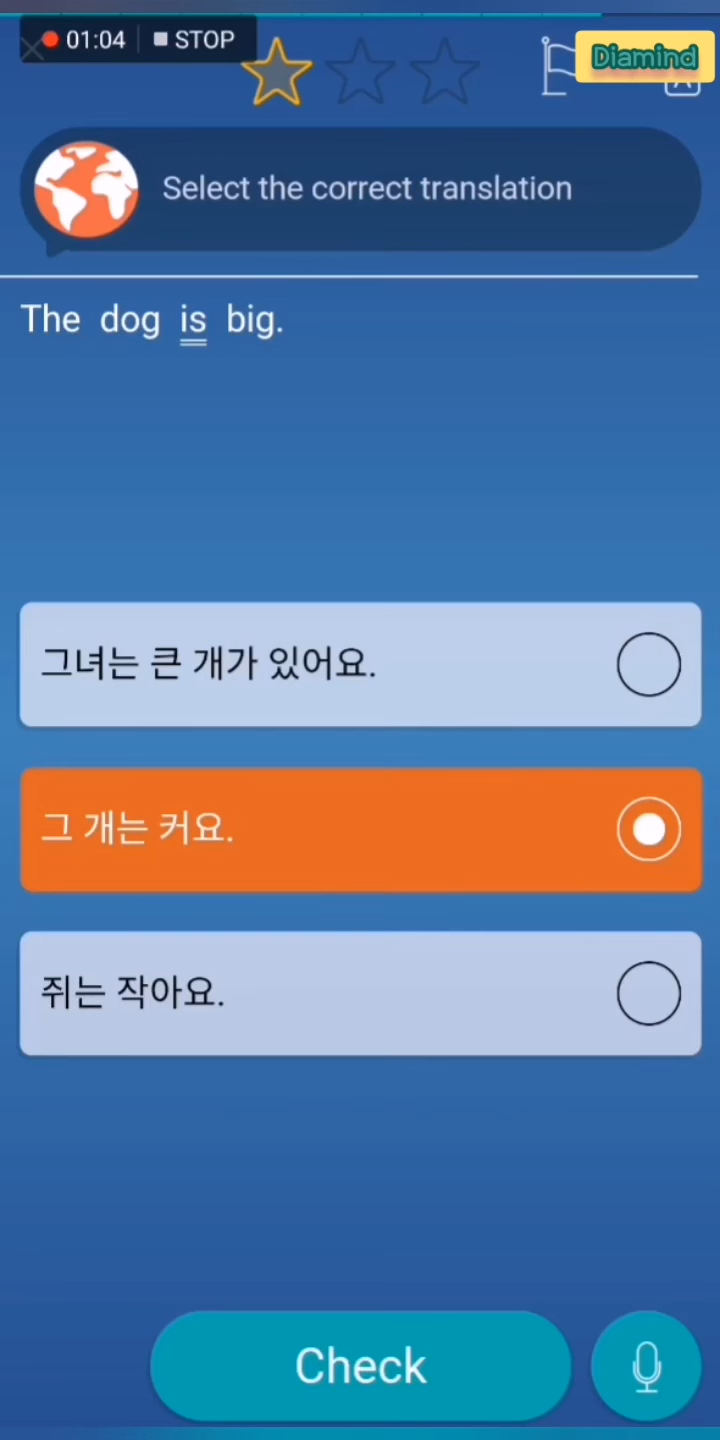 01:04 STOP
Diamind
Select the correct translation
The dog is big.
그녀는 큰 개가 있어요.
그 개는 커요.
쥐는 작아요.
Check